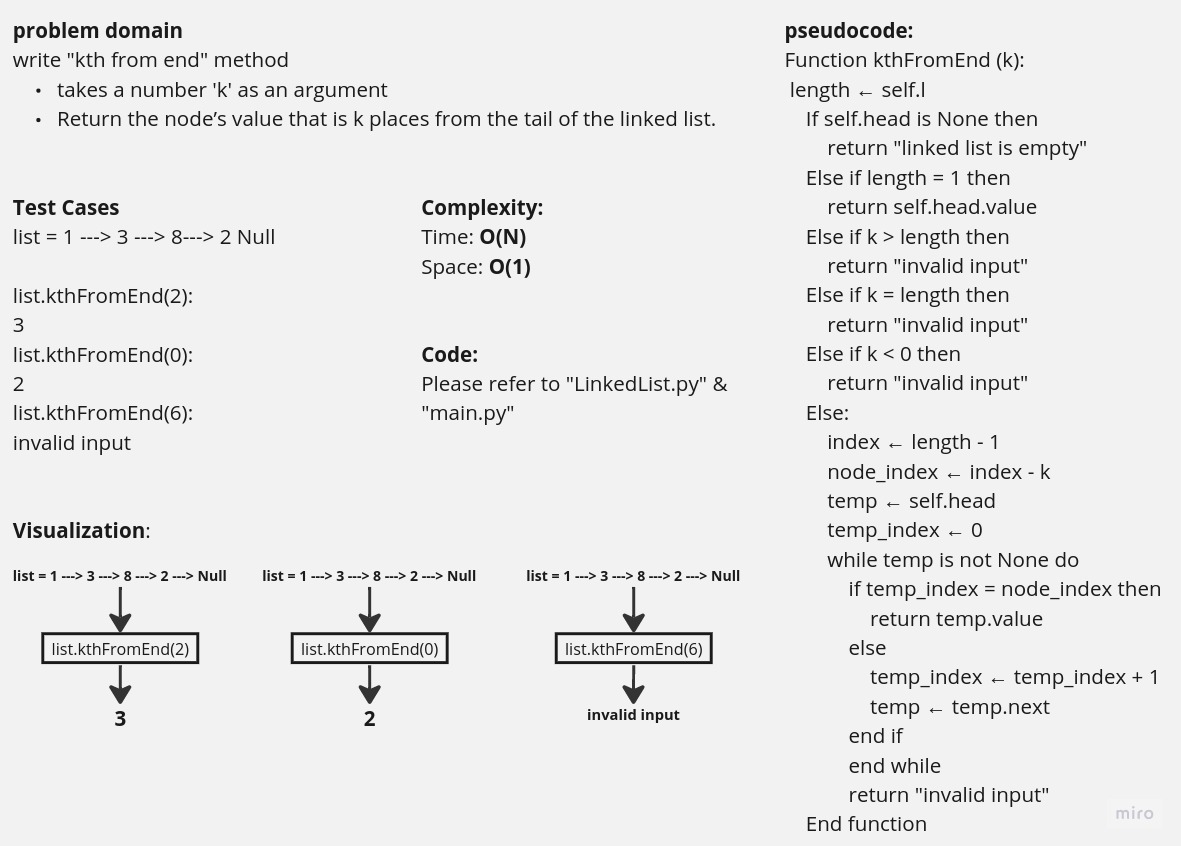 problem domain
write "kth from end" method
• takes a number 'k' as an argument
• Return the node’s value that is k places from the tail of the linked list.
Test Cases
list = 1 ---> 3 ---> 8---> 2 Null
list.kthFromEnd(2):
3
list.kthFromEnd(0):
2
list.kthFromEnd(6):
invalid input
Complexity:
Time: O(N)
Space: O(1)
Code:
Please refer to "LinkedList.py" &
"main.py"
Visualization:
list = 1 ---> 3 ---> 8 ---> 2 ---> Null
list.kthFromEnd(2)
3
list = 1 ---> 3 ---> 8 ---> 2 ---> Null
list.kthFromEnd(0)
2
list = 1 ---> 3 ---> 8 ---> 2 ---> Null
list.kthFromEnd(6)
invalid input
pseudocode:
Function kthFromEnd (k):
length ← self.l
If self.head is None then
return "linked list is empty"
Else if length = 1 then
return self.head.value
Else if k > length then
return "invalid input"
Else if k = length then
return "invalid input"
Else if k < 0 then
return "invalid input"
Else:
index ← length - 1
node_index ← index - k
temp ← self.head
temp_index ← 0
while temp is not None do
if temp_index = node_index then
return temp.value
else
temp_index ← temp_index + 1
temp ← temp.next
end if
end while
return "invalid input"
End function
miro